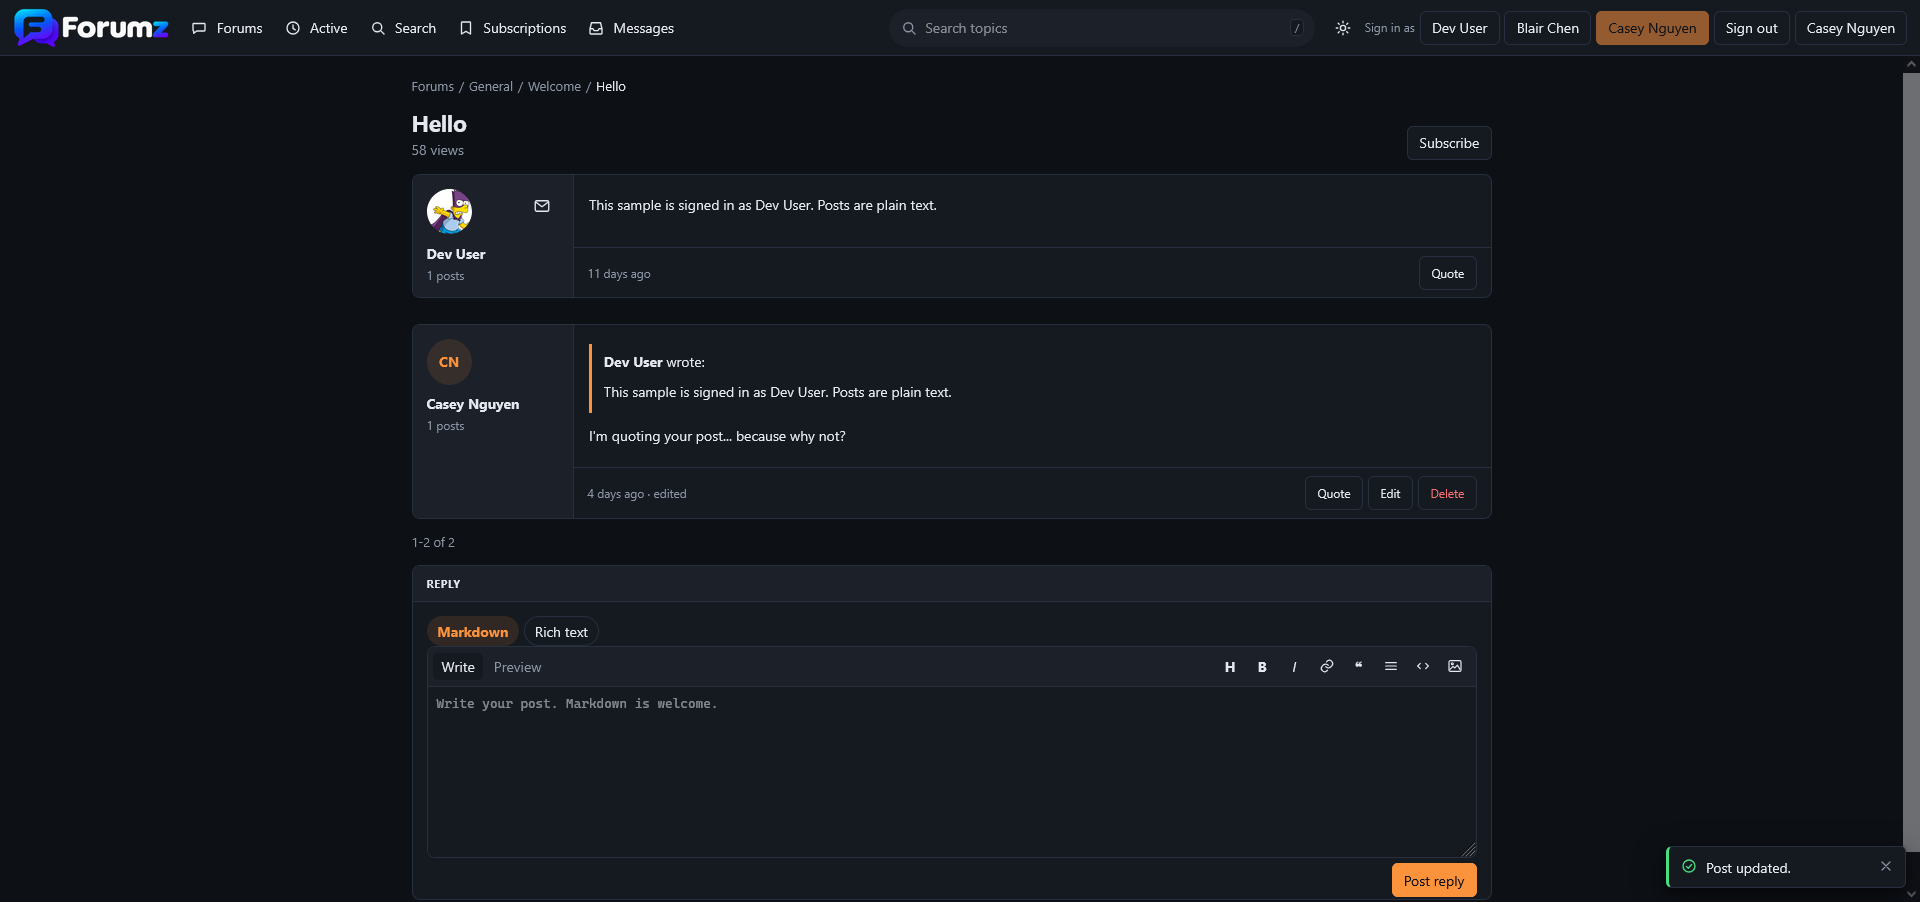 Forumz
Forums
Active
Search
Subscriptions
Messages
Search topics
/
Sign in as
Dev User
Blair Chen
Casey Nguyen
Sign out
Casey Nguyen
Forums / General / Welcome / Hello
Hello
58 views
Subscribe
Dev User
1 posts
This sample is signed in as Dev User. Posts are plain text.
11 days ago
Quote
CN
Casey Nguyen
1 posts
Dev User wrote:
This sample is signed in as Dev User. Posts are plain text.
I'm quoting your post... because why not?
4 days ago · edited
Quote
Edit
Delete
1-2 of 2
REPLY
Markdown
Rich text
Write
Preview
H
B
I
Write your post. Markdown is welcome.
Post reply
Post updated.